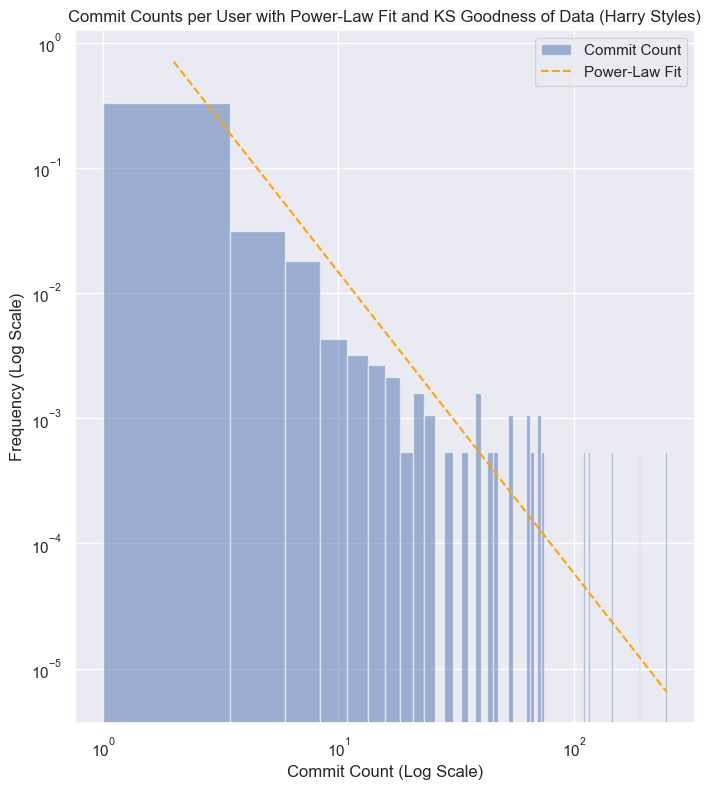 Commit Counts per User with Power-Law Fit and KS Goodness of Data (Harry Styles)
Commit Count
Power-Law Fit
Frequency (Log Scale)
10^0
10^−1
10^−2
10^−3
10^−4
10^−5
10^0
10^1
10^2
Commit Count (Log Scale)